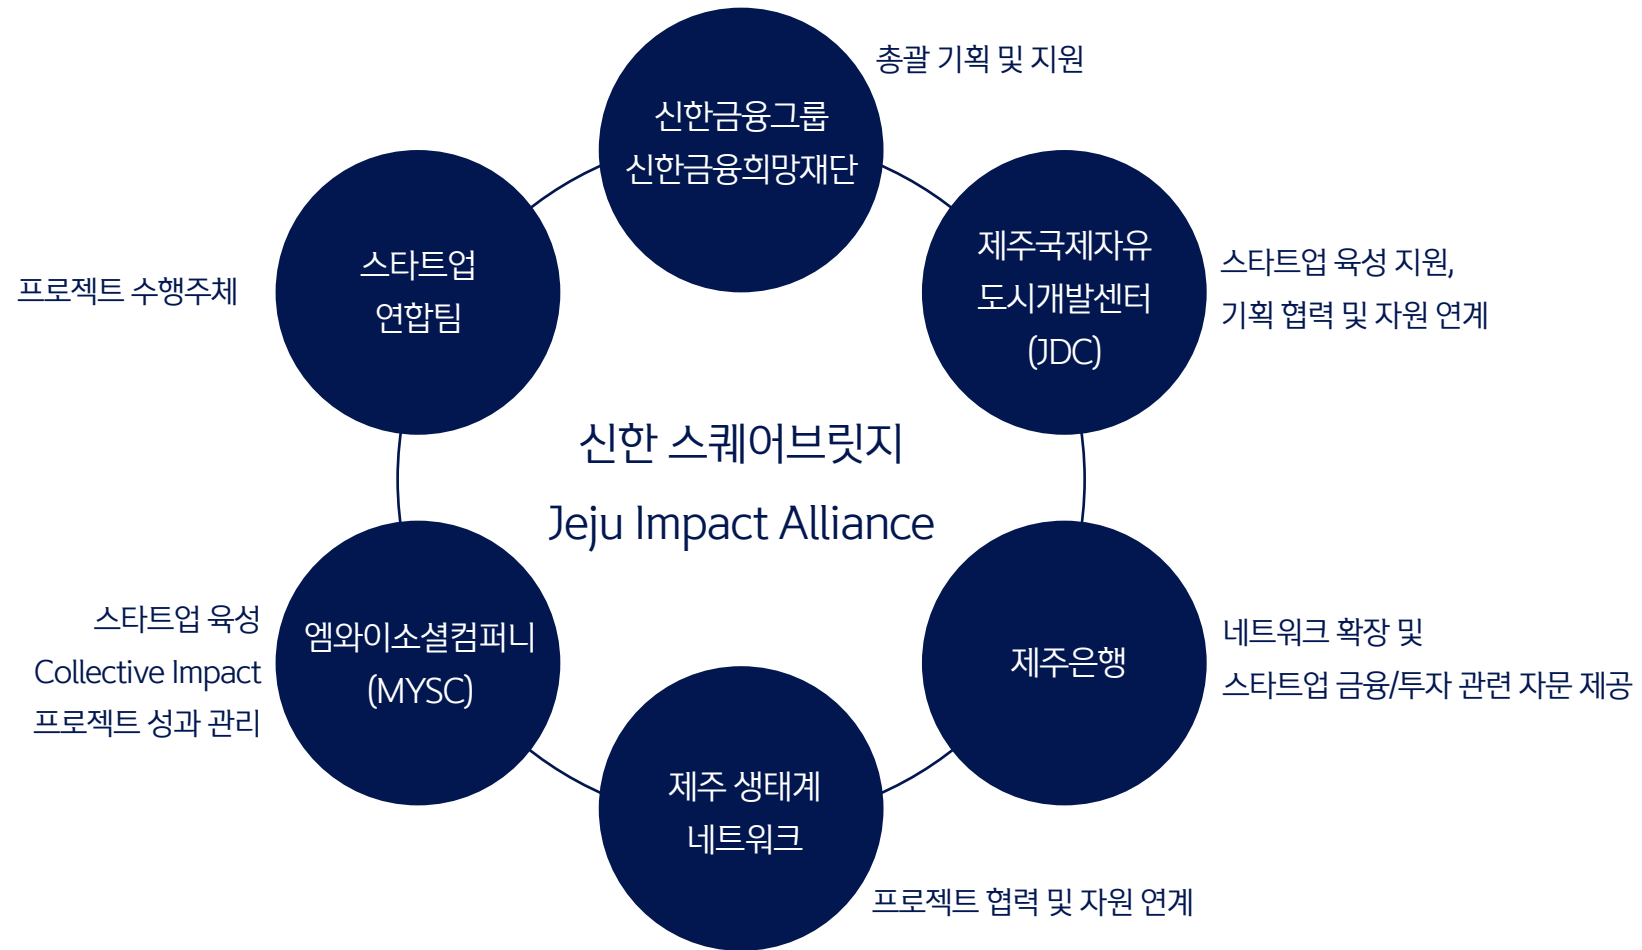 총괄 기획 및 지원
신한금융그룹
신한금융희망재단
제주국제자유
도시개발센터
(JDC)
스타트업 육성 지원,
기획 협력 및 자원 연계
스타트업
연합팀
프로젝트 수행주체
신한 스퀘어브릿지
Jeju Impact Alliance
엠와이소셜컴퍼니
(MYSC)
스타트업 육성
Collective Impact
프로젝트 성과 관리
제주은행
네트워크 확장 및
스타트업 금융/투자 관련 자문 제공
제주 생태계
네트워크
프로젝트 협력 및 자원 연계